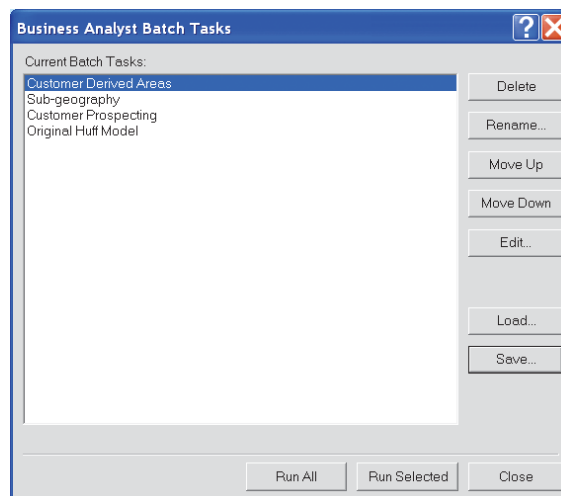 Business Analyst Batch Tasks
Current Batch Tasks:
Customer Derived Areas
Sub-geography
Customer Prospecting
Original Huff Model
Delete
Rename...
Move Up
Move Down
Edit...
Load...
Save...
Run All
Run Selected
Close